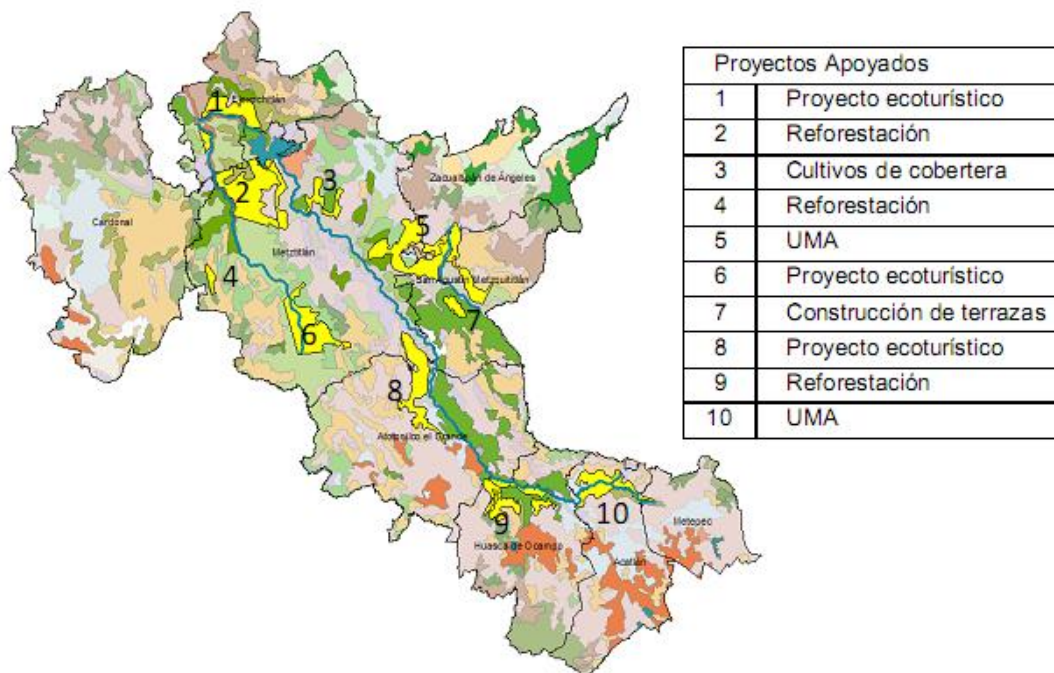 1
2
3
Zacualtipán de Ángeles
Cardonal
5
Metztitlán
4
San Agustín Metzquititlán
7
6
8
Atotonilco el Grande
10
9
Metepec
Huasca de Ocampo
Acatlán
Proyectos Apoyados
1 Proyecto ecoturístico
2 Reforestación
3 Cultivos de cobertera
4 Reforestación
5 UMA
6 Proyecto ecoturístico
7 Construcción de terrazas
8 Proyecto ecoturístico
9 Reforestación
10 UMA